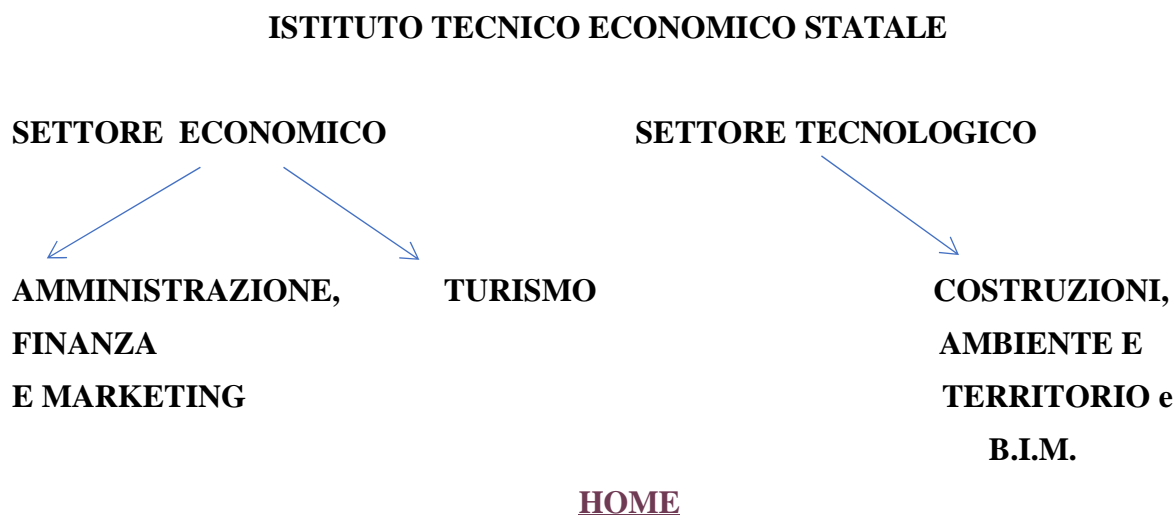 ISTITUTO TECNICO ECONOMICO STATALE
SETTORE ECONOMICO SETTORE TECNOLOGICO
AMMINISTRAZIONE, TURISMO COSTRUZIONI,
FINANZA AMBIENTE E
E MARKETING TERRITORIO e
B.I.M.
HOME